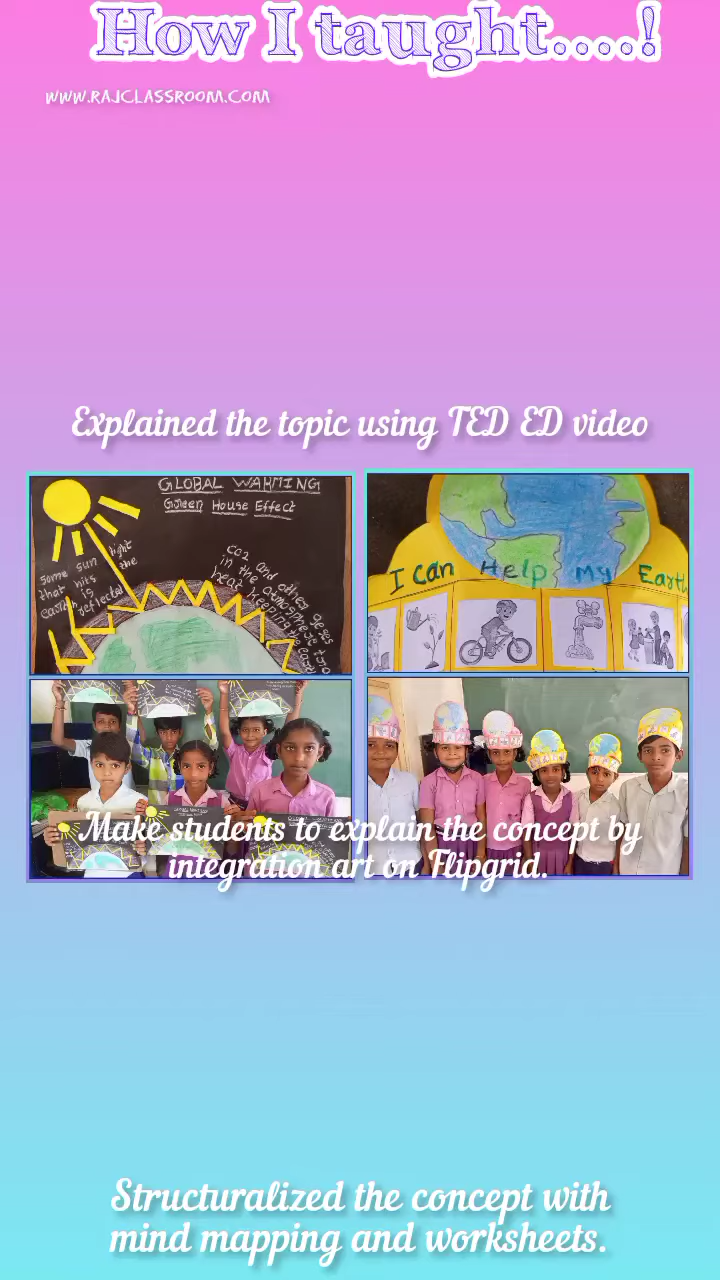 How I taught....!
WWW.RAJCLASSROOM.COM
Explained the topic using TED ED video
GLOBAL WARMING
Green House Effect
Some sun light
that hits the
earth is reflected
CO2 and others gases
in the atmosphere trap
heat, keeping the earth
I Can Help My Earth
Make students to explain the concept by
integration art on Flipgrid.
Structuralized the concept with
mind mapping and worksheets.